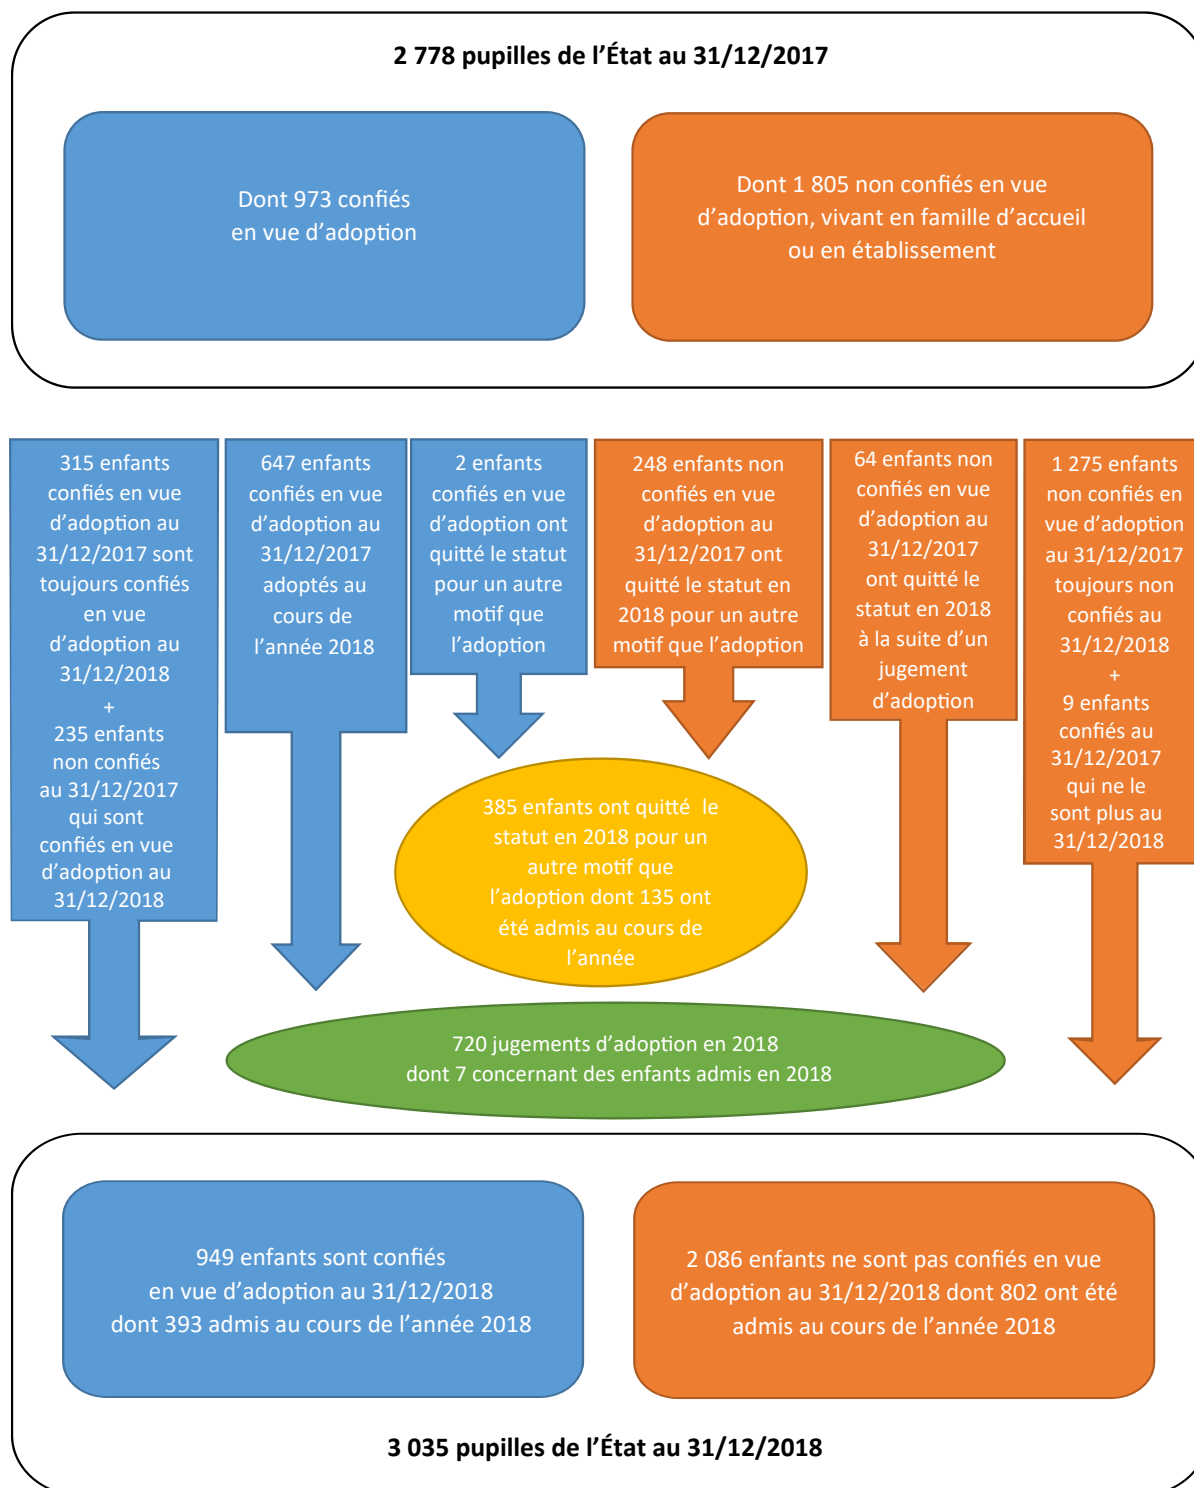 2 778 pupilles de l’État au 31/12/2017
Dont 973 confiés
en vue d’adoption
Dont 1 805 non confiés en vue
d’adoption, vivant en famille d’accueil
ou en établissement
315 enfants
confiés en vue
d’adoption au
31/12/2017 sont
toujours confiés
en vue
d’adoption au
31/12/2018
+
235 enfants
non confiés
au 31/12/2017
qui sont
confiés en vue
d’adoption au
31/12/2018
647 enfants
confiés en vue
d’adoption au
31/12/2017
adoptés au
cours de
l’année 2018
2 enfants
confiés en vue
d’adoption ont
quitté le statut
pour un autre
motif que
l’adoption
248 enfants non
confiés en vue
d’adoption au
31/12/2017 ont
quitté le statut en
2018 pour un autre
motif que l’adoption
64 enfants non
confiés en vue
d’adoption au
31/12/2017
ont quitté le
statut en 2018
à la suite d’un
jugement
d’adoption
1 275 enfants
non confiés en
vue d’adoption
au 31/12/2017
toujours non
confiés au
31/12/2018
+
9 enfants
confiés au
31/12/2017
qui ne le
sont plus au
31/12/2018
385 enfants ont quitté le
statut en 2018 pour un
autre motif que
l’adoption dont 135 ont
été admis au cours de
l’année
720 jugements d’adoption en 2018
dont 7 concernant des enfants admis en 2018
949 enfants sont confiés
en vue d’adoption au 31/12/2018
dont 393 admis au cours de l’année 2018
2 086 enfants ne sont pas confiés en vue
d’adoption au 31/12/2018 dont 802 ont été
admis au cours de l’année 2018
3 035 pupilles de l’État au 31/12/2018